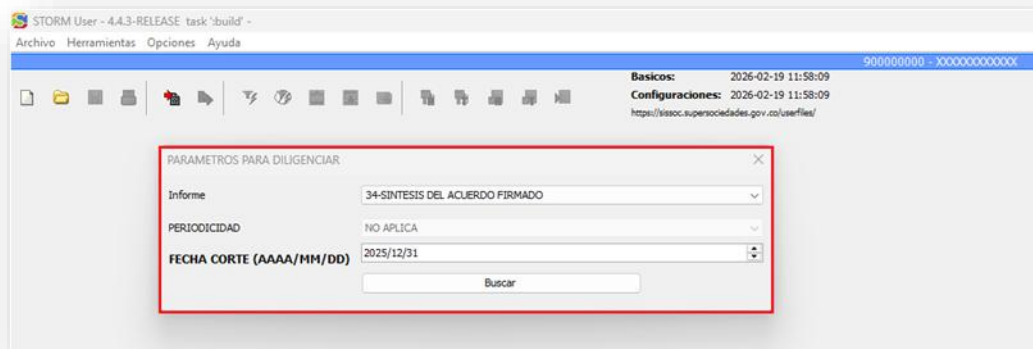 STORM User - 4.4.3-RELEASE task ':build' -
Archivo Herramientas Opciones Ayuda
900000000 - XXXXXXXXXXXX
Basicos: 2026-02-19 11:58:09
Configuraciones: 2026-02-19 11:58:09
https://sissoc.supersociedades.gov.co/userfiles/
PARAMETROS PARA DILIGENCIAR
Informe 34-SINTESIS DEL ACUERDO FIRMADO
PERIODICIDAD NO APLICA
FECHA CORTE (AAAA/MM/DD) 2025/12/31
Buscar